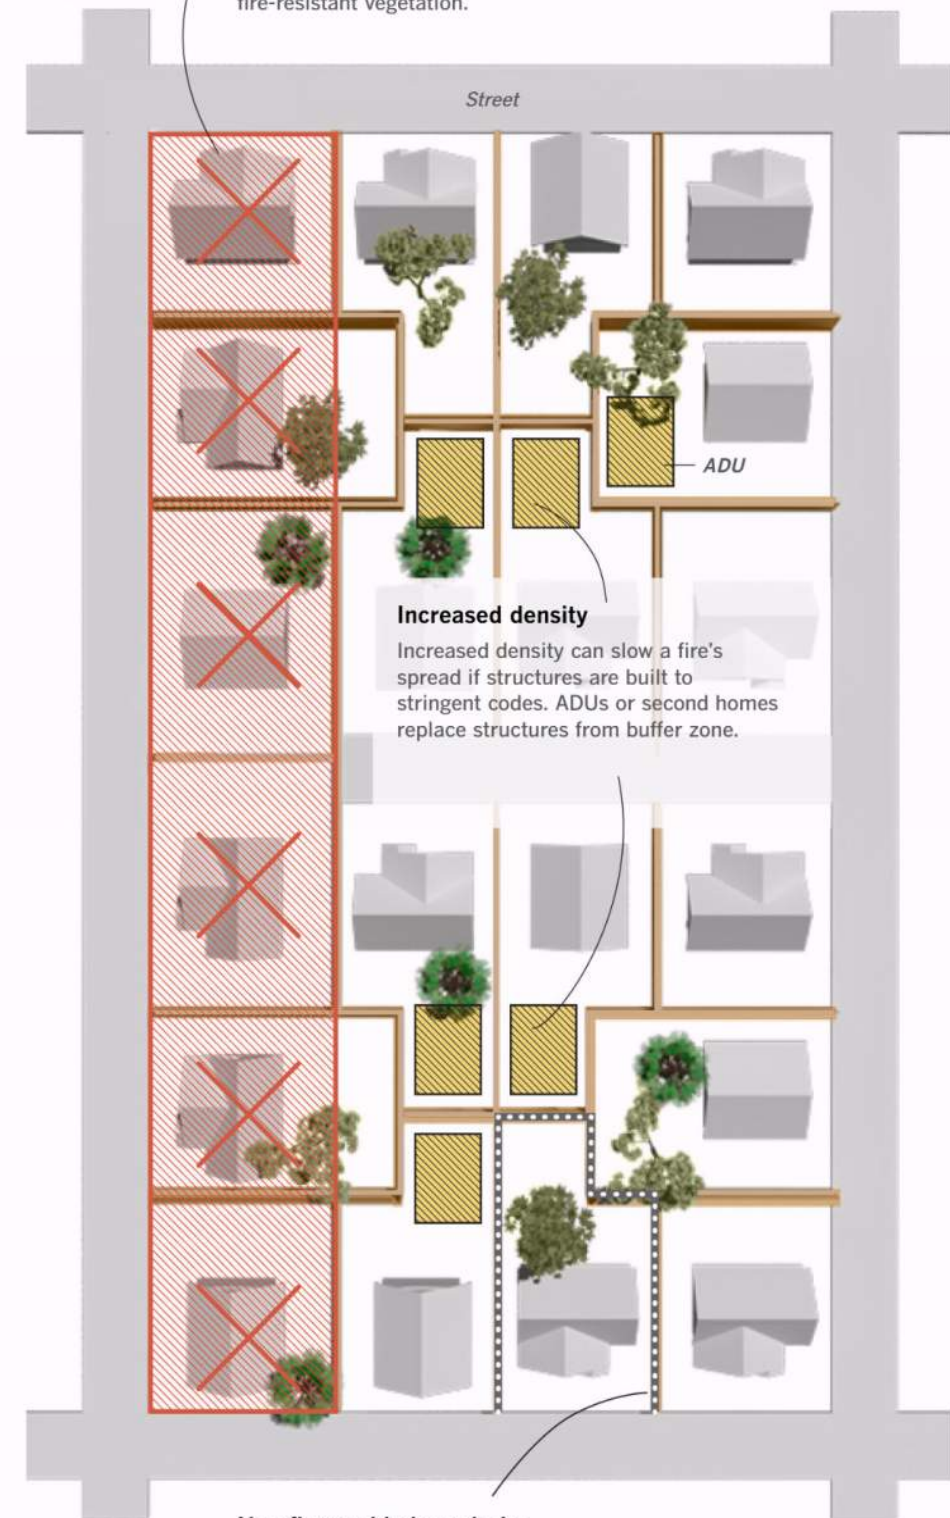 fire-resistant vegetation.
Street
ADU
Increased density
Increased density can slow a fire's
spread if structures are built to
stringent codes. ADUs or second homes
replace structures from buffer zone.